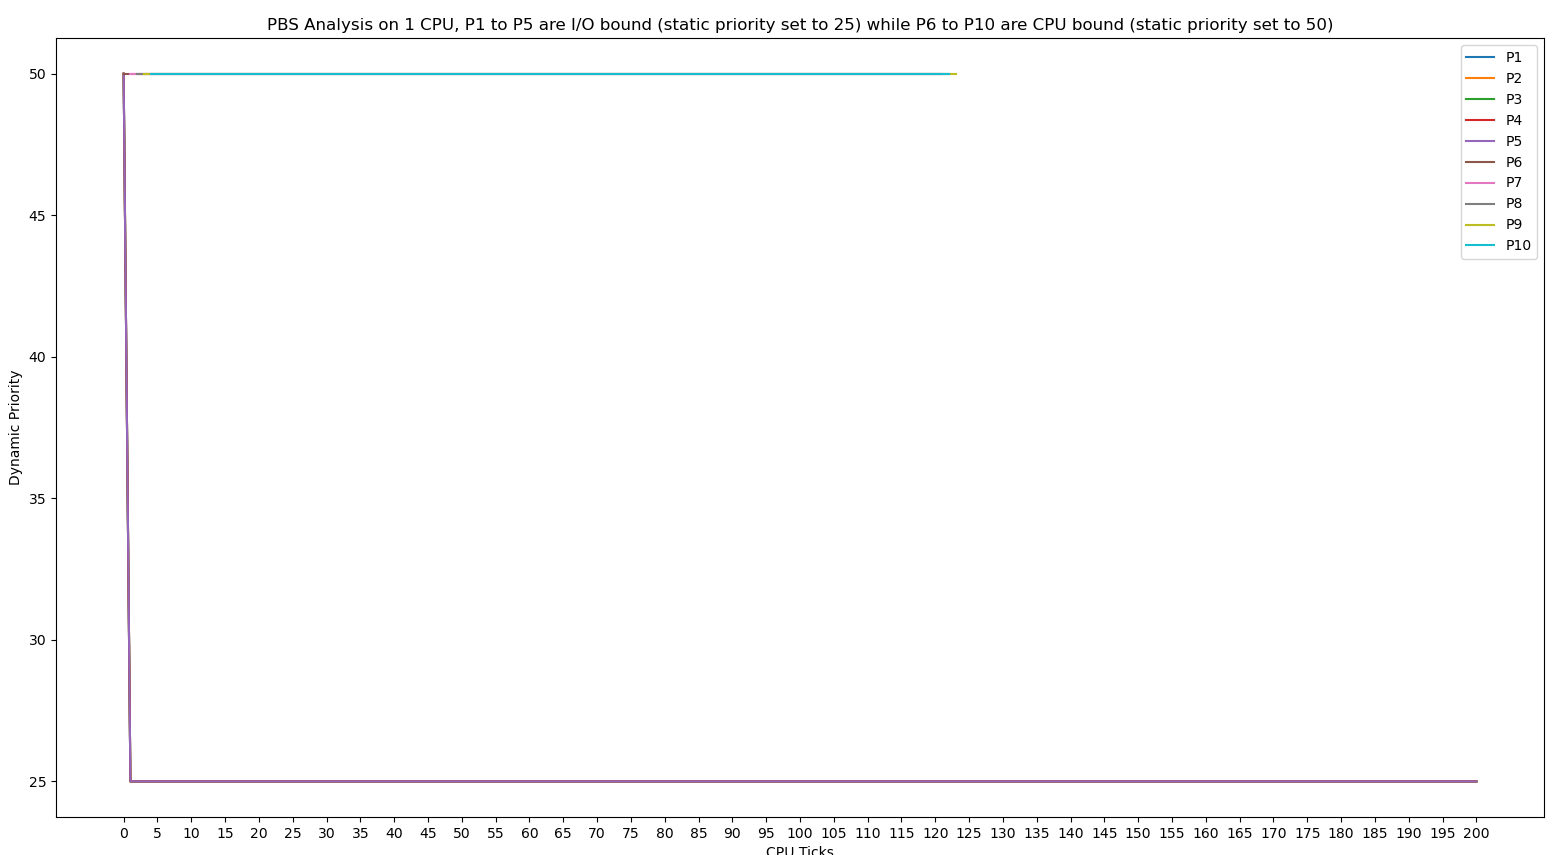 PBS Analysis on 1 CPU, P1 to P5 are I/O bound (static priority set to 25) while P6 to P10 are CPU bound (static priority set to 50)
50
45
40
35
30
25
Dynamic Priority
P1
P2
P3
P4
P5
P6
P7
P8
P9
P10
0 5 10 15 20 25 30 35 40 45 50 55 60 65 70 75 80 85 90 95 100 105 110 115 120 125 130 135 140 145 150 155 160 165 170 175 180 185 190 195 200
CPU Ticks